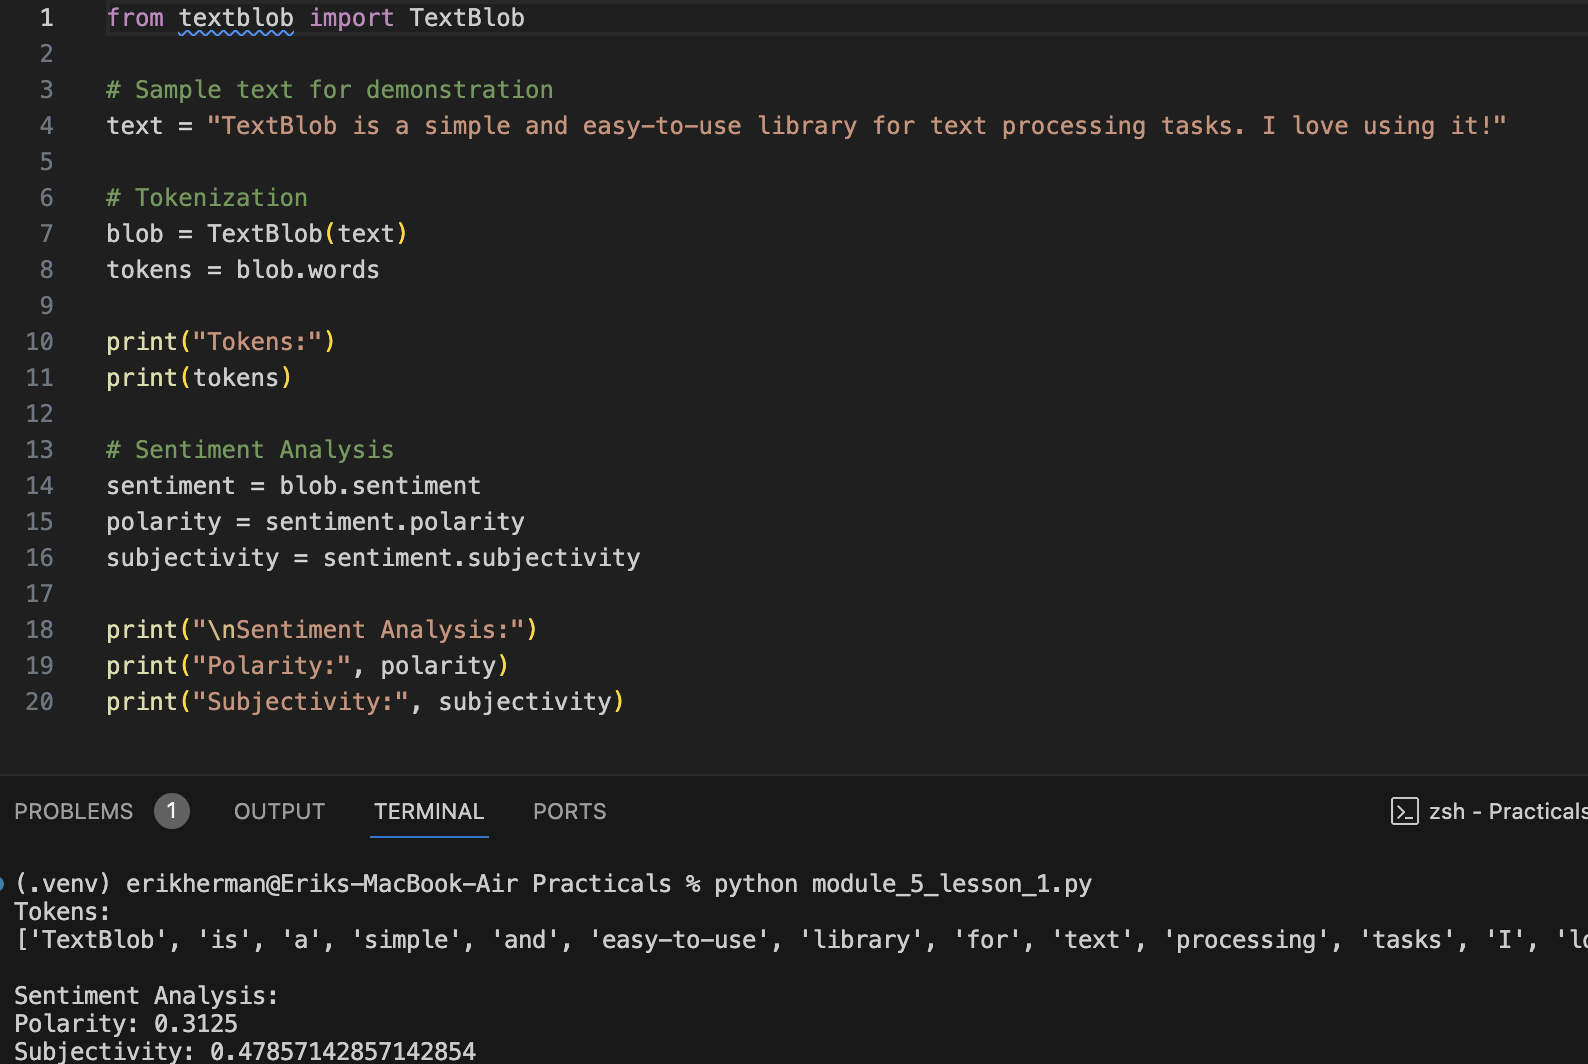 1 from textblob import TextBlob
2
3 # Sample text for demonstration
4 text = "TextBlob is a simple and easy-to-use library for text processing tasks. I love using it!"
5
6 # Tokenization
7 blob = TextBlob(text)
8 tokens = blob.words
9
10 print("Tokens:")
11 print(tokens)
12
13 # Sentiment Analysis
14 sentiment = blob.sentiment
15 polarity = sentiment.polarity
16 subjectivity = sentiment.subjectivity
17
18 print("\nSentiment Analysis:")
19 print("Polarity:", polarity)
20 print("Subjectivity:", subjectivity)
PROBLEMS 1 OUTPUT TERMINAL PORTS zsh - Practicals
(.venv) erikherman@Eriks-MacBook-Air Practicals % python module_5_lesson_1.py
Tokens:
['TextBlob', 'is', 'a', 'simple', 'and', 'easy-to-use', 'library', 'for', 'text', 'processing', 'tasks', 'I', 'lo
Sentiment Analysis:
Polarity: 0.3125
Subjectivity: 0.47857142857142854